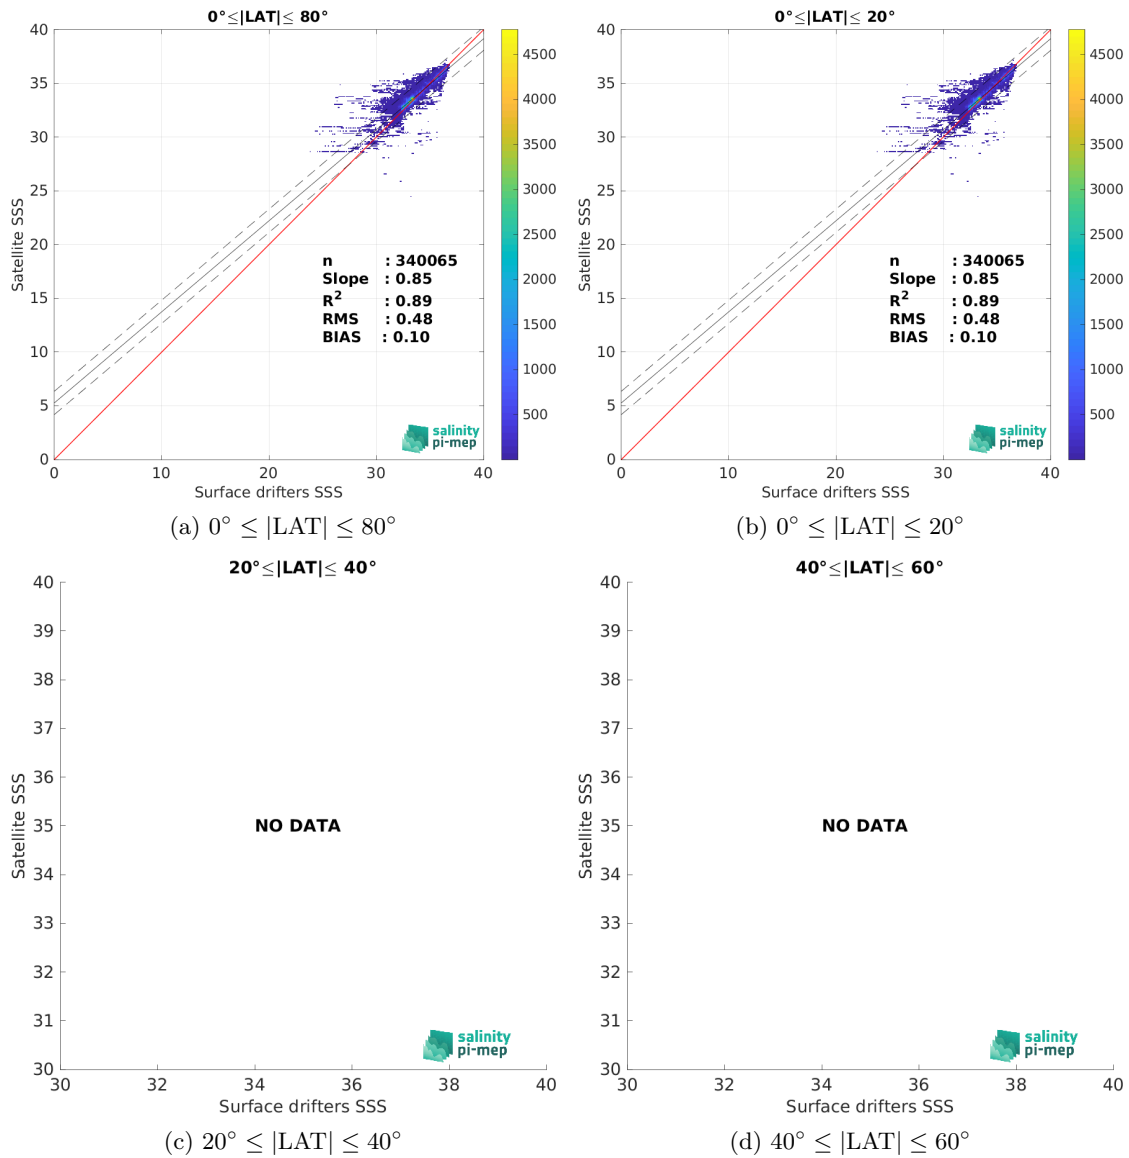 0°≤|LAT|≤ 80°
40
35
30
25
20
15
10
5
0
Satellite SSS
0
10
20
30
40
Surface drifters SSS
n : 340065
Slope : 0.85
R² : 0.89
RMS : 0.48
BIAS : 0.10
salinity
pi-mep
4500
4000
3500
3000
2500
2000
1500
1000
500
(a) 0° ≤ |LAT| ≤ 80°
0°≤|LAT|≤ 20°
40
35
30
25
20
15
10
5
0
Satellite SSS
0
10
20
30
40
Surface drifters SSS
n : 340065
Slope : 0.85
R² : 0.89
RMS : 0.48
BIAS : 0.10
salinity
pi-mep
4500
4000
3500
3000
2500
2000
1500
1000
500
(b) 0° ≤ |LAT| ≤ 20°
20°≤|LAT|≤ 40°
40
39
38
37
36
35
34
33
32
31
30
Satellite SSS
NO DATA
salinity
pi-mep
30
32
34
36
38
40
Surface drifters SSS
(c) 20° ≤ |LAT| ≤ 40°
40°≤|LAT|≤ 60°
40
39
38
37
36
35
34
33
32
31
30
Satellite SSS
NO DATA
salinity
pi-mep
30
32
34
36
38
40
Surface drifters SSS
(d) 40° ≤ |LAT| ≤ 60°